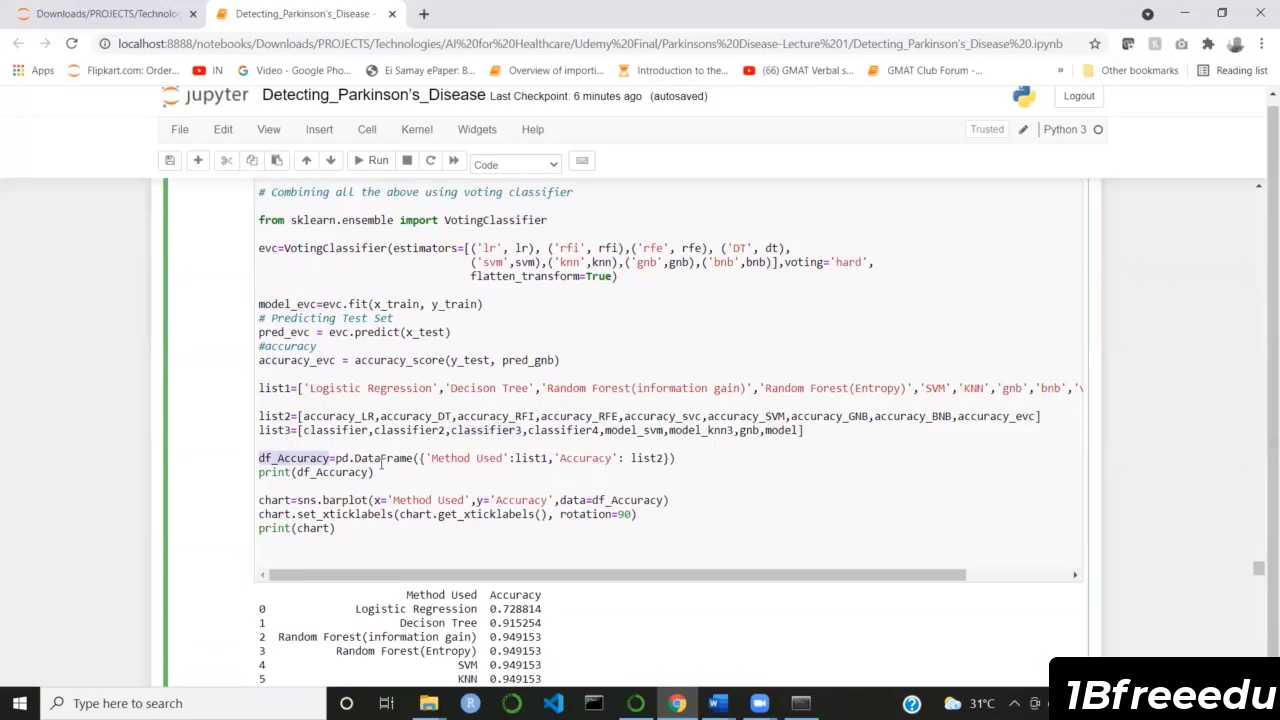 Downloads/PROJECTS/Technolog
Detecting_Parkinson's_Disease -
localhost:8888/notebooks/Downloads/PROJECTS/Technologies/AI%20for%20Healthcare/Udemy%20Final/Parkinsons%20Disease-Lecture%201/Detecting_Parkinson's_Disease%20.ipynb
Apps Flipkart.com: Order... IN Video - Google Pho... Ei Samay ePaper: B... Overview of importi... Introduction to the... (66) GMAT Verbal s... GMAT Club Forum -... » Other bookmarks Reading list
jupyter Detecting_Parkinson's_Disease Last Checkpoint: 6 minutes ago (autosaved) Logout
File Edit View Insert Cell Kernel Widgets Help Trusted Python 3
Run Code
# Combining all the above using voting classifier
from sklearn.ensemble import VotingClassifier
evc=VotingClassifier(estimators=[('lr', lr), ('rfi', rfi),('rfe', rfe), ('DT', dt),
('svm',svm),('knn',knn),('gnb',gnb),('bnb',bnb)],voting='hard',
flatten_transform=True)
model_evc=evc.fit(x_train, y_train)
# Predicting Test Set
pred_evc = evc.predict(x_test)
#accuracy
accuracy_evc = accuracy_score(y_test, pred_gnb)
list1=['Logistic Regression','Decison Tree','Random Forest(information gain)','Random Forest(Entropy)','SVM','KNN','gnb','bnb','
list2=[accuracy_LR,accuracy_DT,accuracy_RFI,accuracy_RFE,accuracy_svc,accuracy_SVM,accuracy_GNB,accuracy_BNB,accuracy_evc]
list3=[classifier,classifier2,classifier3,classifier4,model_svm,model_knn3,gnb,model]
df_Accuracy=pd.DataFrame({'Method Used':list1,'Accuracy': list2})
print(df_Accuracy)
chart=sns.barplot(x='Method Used',y='Accuracy',data=df_Accuracy)
chart.set_xticklabels(chart.get_xticklabels(), rotation=90)
print(chart)
Method Used Accuracy
0 Logistic Regression 0.728814
1 Decison Tree 0.915254
2 Random Forest(information gain) 0.949153
3 Random Forest(Entropy) 0.949153
4 SVM 0.949153
5 KNN 0.949153
Type here to search 31°C
1Bfreeedu